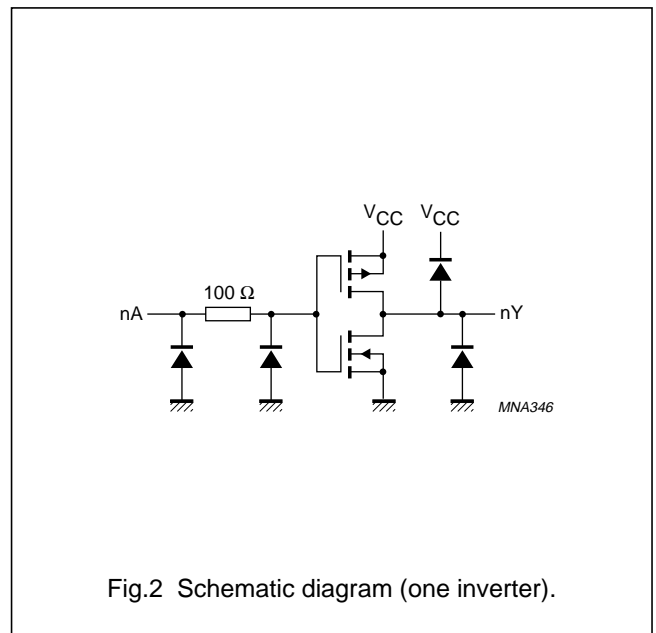 VCC VCC
100 Ω
nA nY
MNA346
Fig.2 Schematic diagram (one inverter).